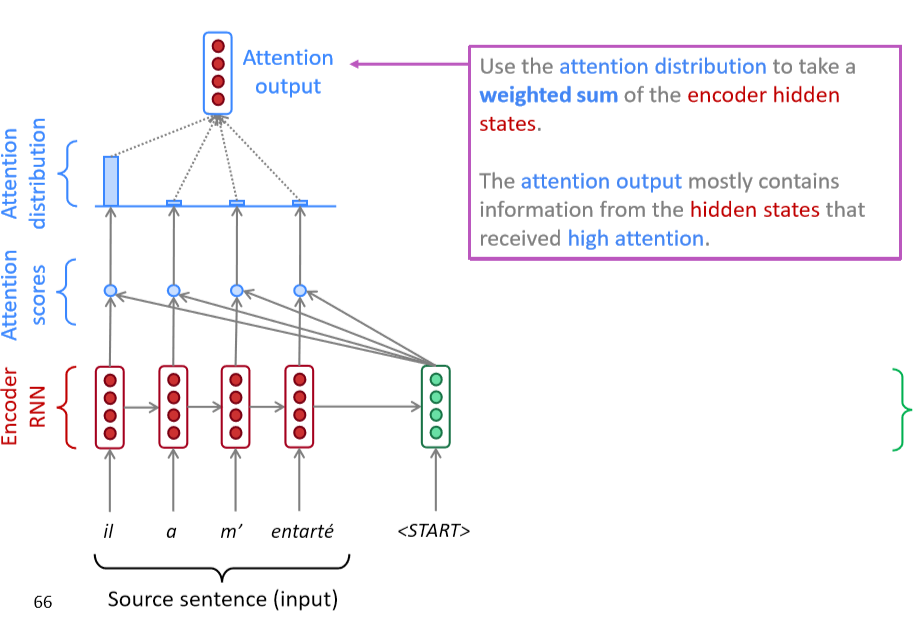 Attention
output
Use the attention distribution to take a
weighted sum of the encoder hidden
states.
The attention output mostly contains
information from the hidden states that
received high attention.
Attention
distribution
Attention
scores
Encoder
RNN
il
a
m’
entarté
<START>
Source sentence (input)
66